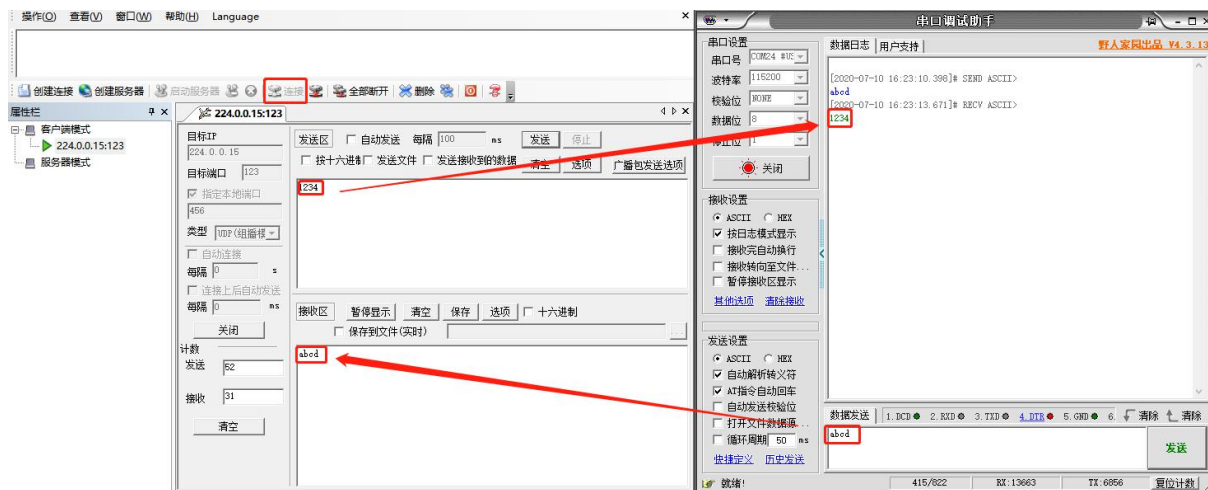 操作(O) 查看(V) 窗口(W) 帮助(H) Language
创建连接 创建服务器 启动服务器 连接 全部断开 删除
属性栏
客户端模式
224.0.0.15:123
服务器模式
224.0.0.15:123
目标IP
224.0.0.15
目标端口 123
指定本地端口
456
类型 UDP(组播模
自动连接
每隔 0 s
连接上后自动发送
每隔 0 ms
关闭
计数
发送 52
接收 31
清空
发送区 自动发送 每隔 100 ms 发送 停止
按十六进制 发送文件 发送接收到的数据 清空 选项 广播包发送选项
1234
接收区 暂停显示 清空 保存 选项 十六进制
保存到文件(实时) ...
abcd
串口调试助手
串口设置
串口号 COM24 #US
波特率 115200
校验位 NONE
数据位 8
停止位 1
关闭
接收设置
ASCII HEX
按日志模式显示
接收完自动换行
接收转向至文件...
暂停接收区显示
其他选项 清除接收
发送设置
ASCII HEX
自动解析转义符
AT指令自动回车
自动发送校验位
打开文件数据源...
循环周期 50 ms
快捷定义 历史发送
数据日志 用户支持 野人家园出品 V4.3.13
[2020-07-10 16:23:10.398]# SEND ASCII>
abcd
[2020-07-10 16:23:13.671]# RECV ASCII>
1234
数据发送 1.DCD 2.RXD 3.TXD 4.DTR 5.GND 6. 清除 清除
abcd
发送
就绪! 415/822 RX:13663 TX:6856 复位计数